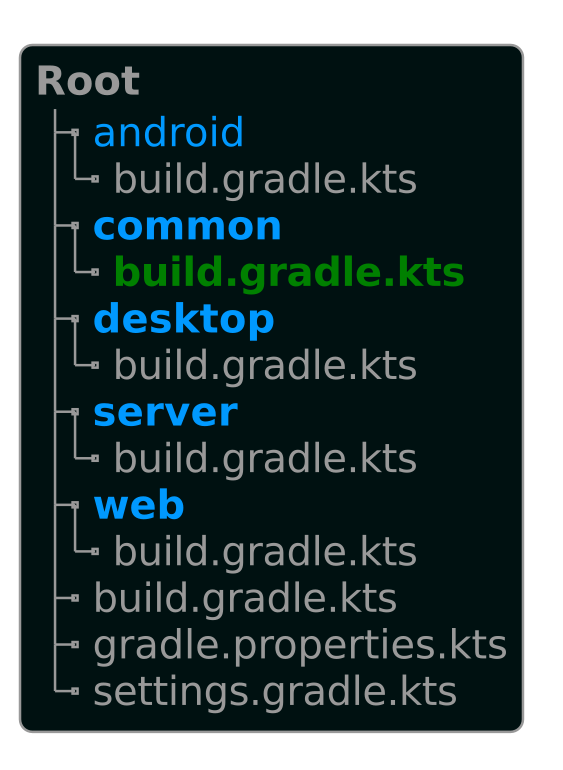 Root
android
build.gradle.kts
common
build.gradle.kts
desktop
build.gradle.kts
server
build.gradle.kts
web
build.gradle.kts
build.gradle.kts
gradle.properties.kts
settings.gradle.kts